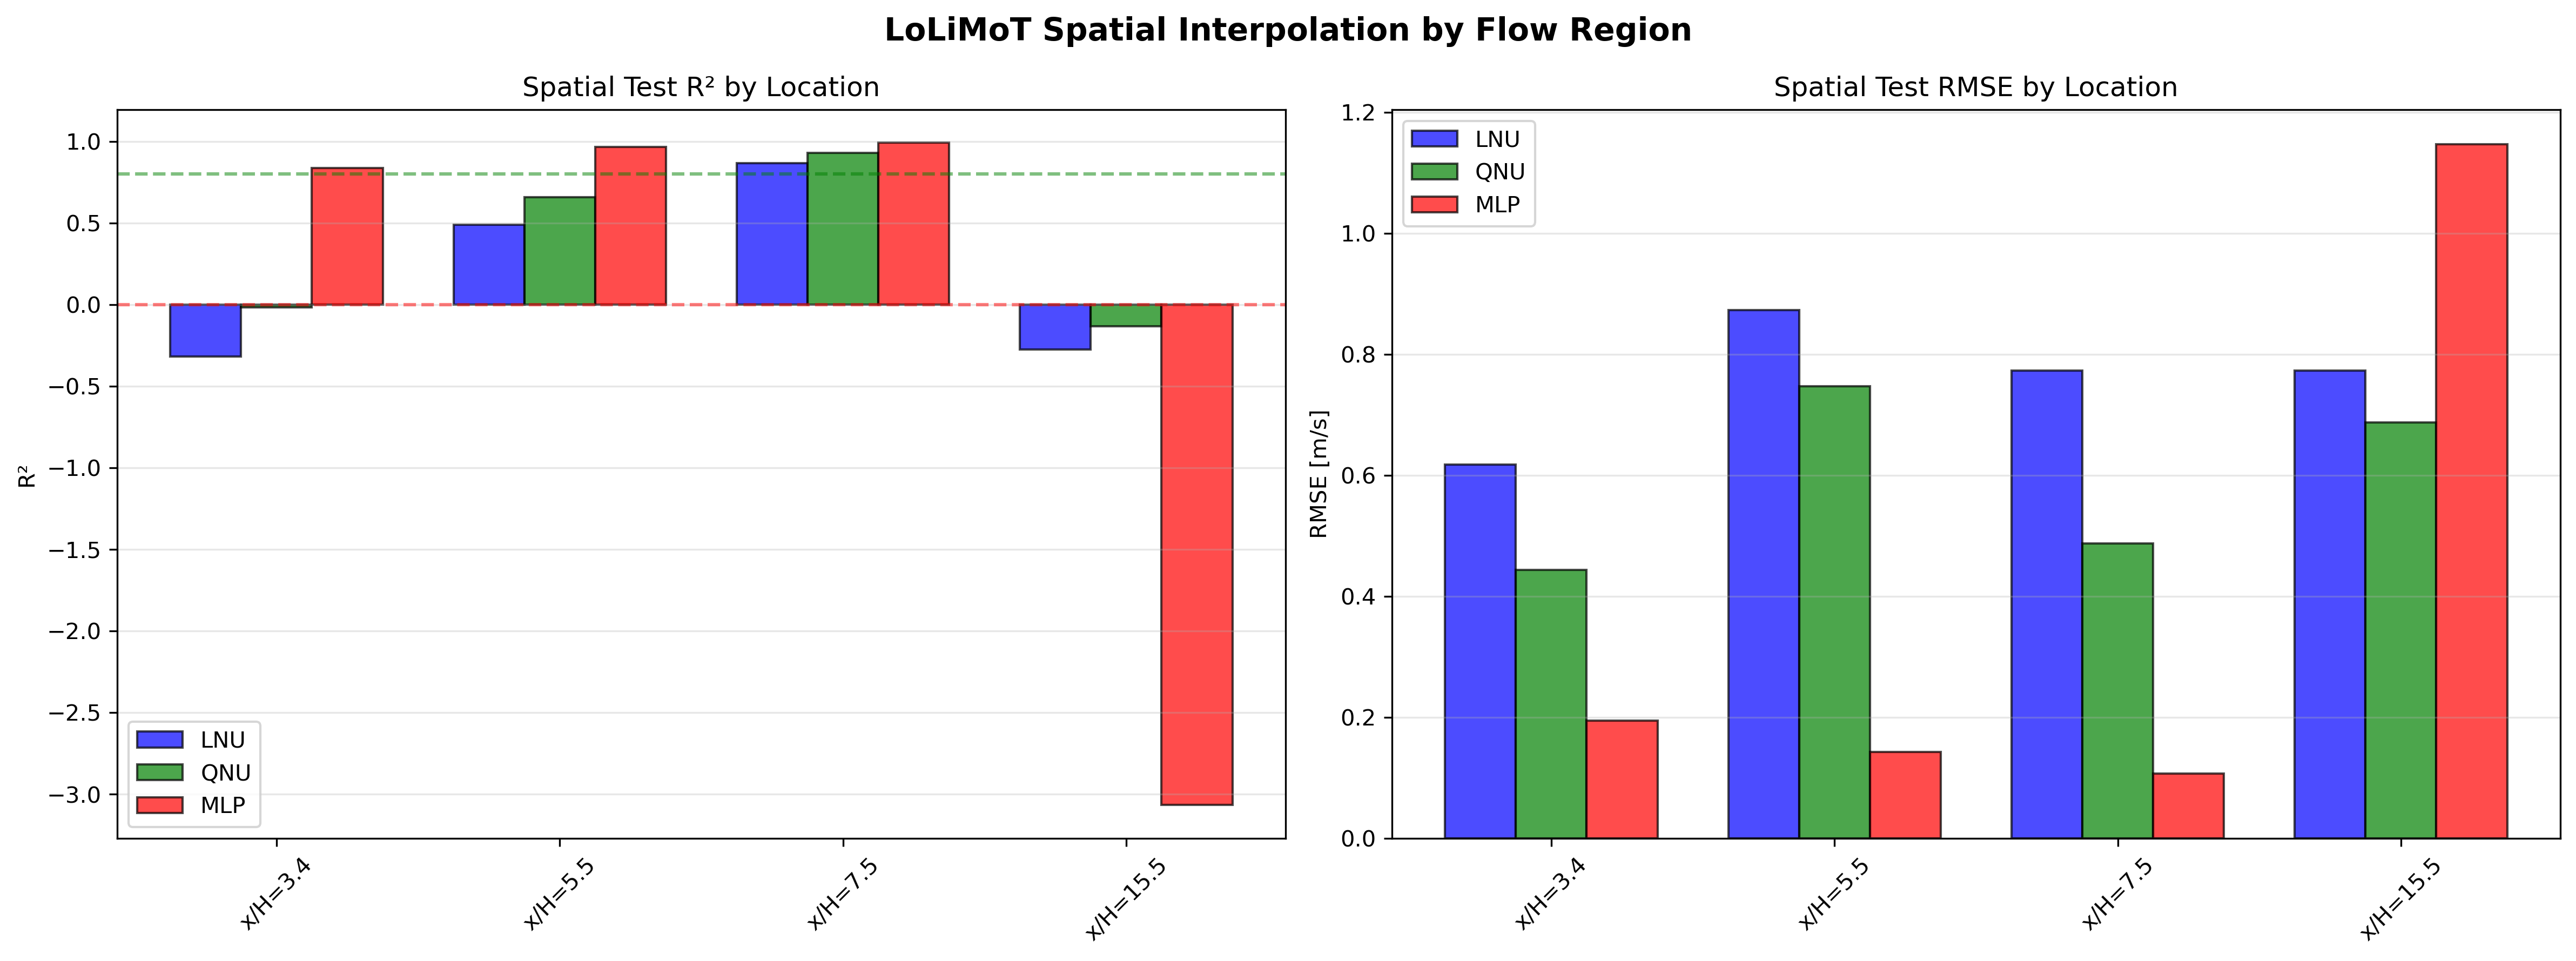 LoLiMoT Spatial Interpolation by Flow Region
Spatial Test R² by Location
R²
1.0
0.5
0.0
−0.5
−1.0
−1.5
−2.0
−2.5
−3.0
LNU
QNU
MLP
x/H=3.4
x/H=5.5
x/H=7.5
x/H=15.5
Spatial Test RMSE by Location
RMSE [m/s]
1.2
1.0
0.8
0.6
0.4
0.2
0.0
LNU
QNU
MLP
x/H=3.4
x/H=5.5
x/H=7.5
x/H=15.5